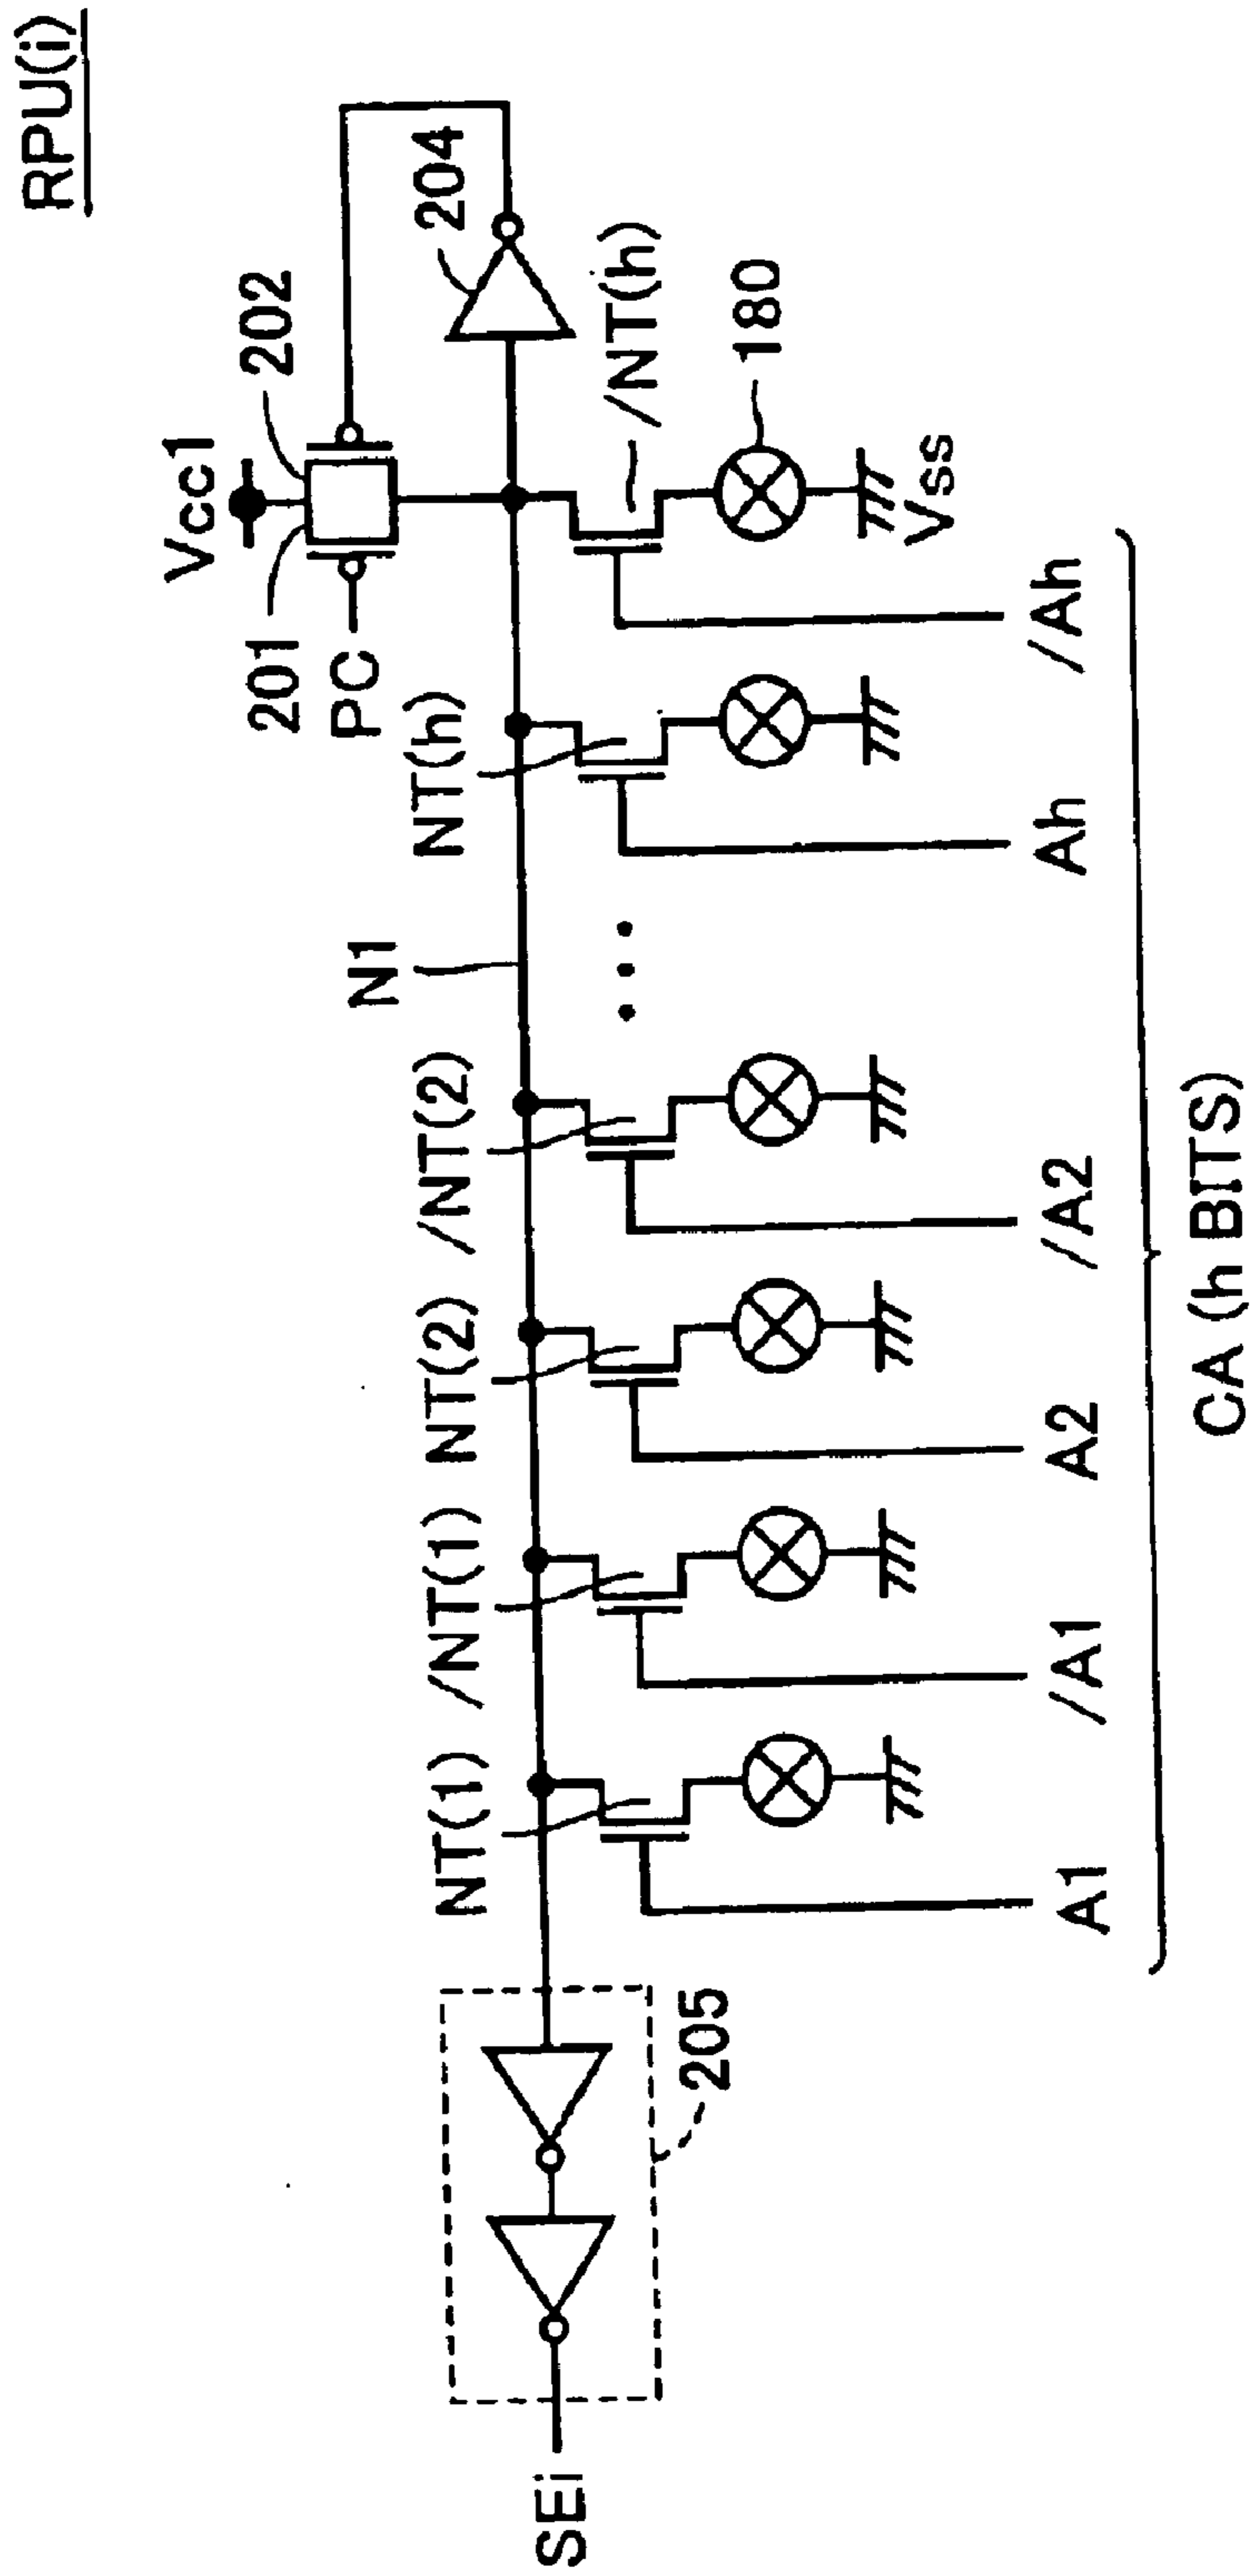 RPU(i)
Vcc1
201
202
PC
204
N1
NT(1)
/NT(1)
NT(2)
/NT(2)
NT(h)
/NT(h)
180
Vss
SEi
205
A1
/A1
A2
/A2
Ah
/Ah
CA (h BITS)